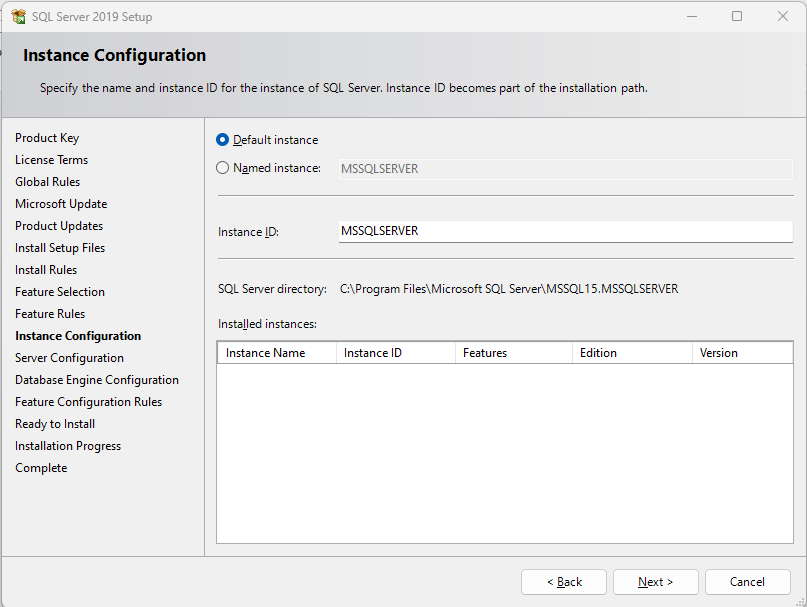 SQL Server 2019 Setup
Instance Configuration
Specify the name and instance ID for the instance of SQL Server. Instance ID becomes part of the installation path.
Product Key
License Terms
Global Rules
Microsoft Update
Product Updates
Install Setup Files
Install Rules
Feature Selection
Feature Rules
Instance Configuration
Server Configuration
Database Engine Configuration
Feature Configuration Rules
Ready to Install
Installation Progress
Complete
Default instance
Named instance: MSSQLSERVER
Instance ID: MSSQLSERVER
SQL Server directory: C:\Program Files\Microsoft SQL Server\MSSQL15.MSSQLSERVER
Installed instances:
Instance Name Instance ID Features Edition Version
< Back Next > Cancel